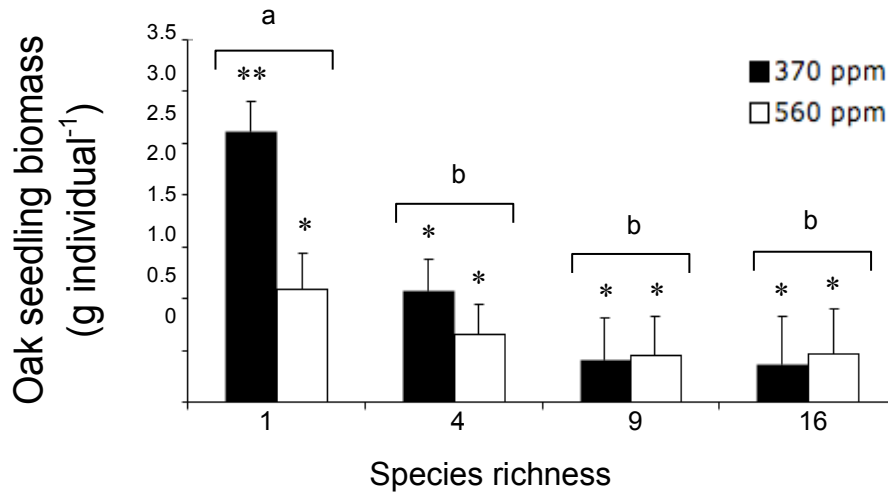 a
3.5
**
370 ppm
3.0
560 ppm
2.5
2.0
b
1.5
*
*
b
b
1.0
*
0.5
*
*
*
*
0
Oak seedling biomass
(g individual-1)
1
4
9
16
Species richness